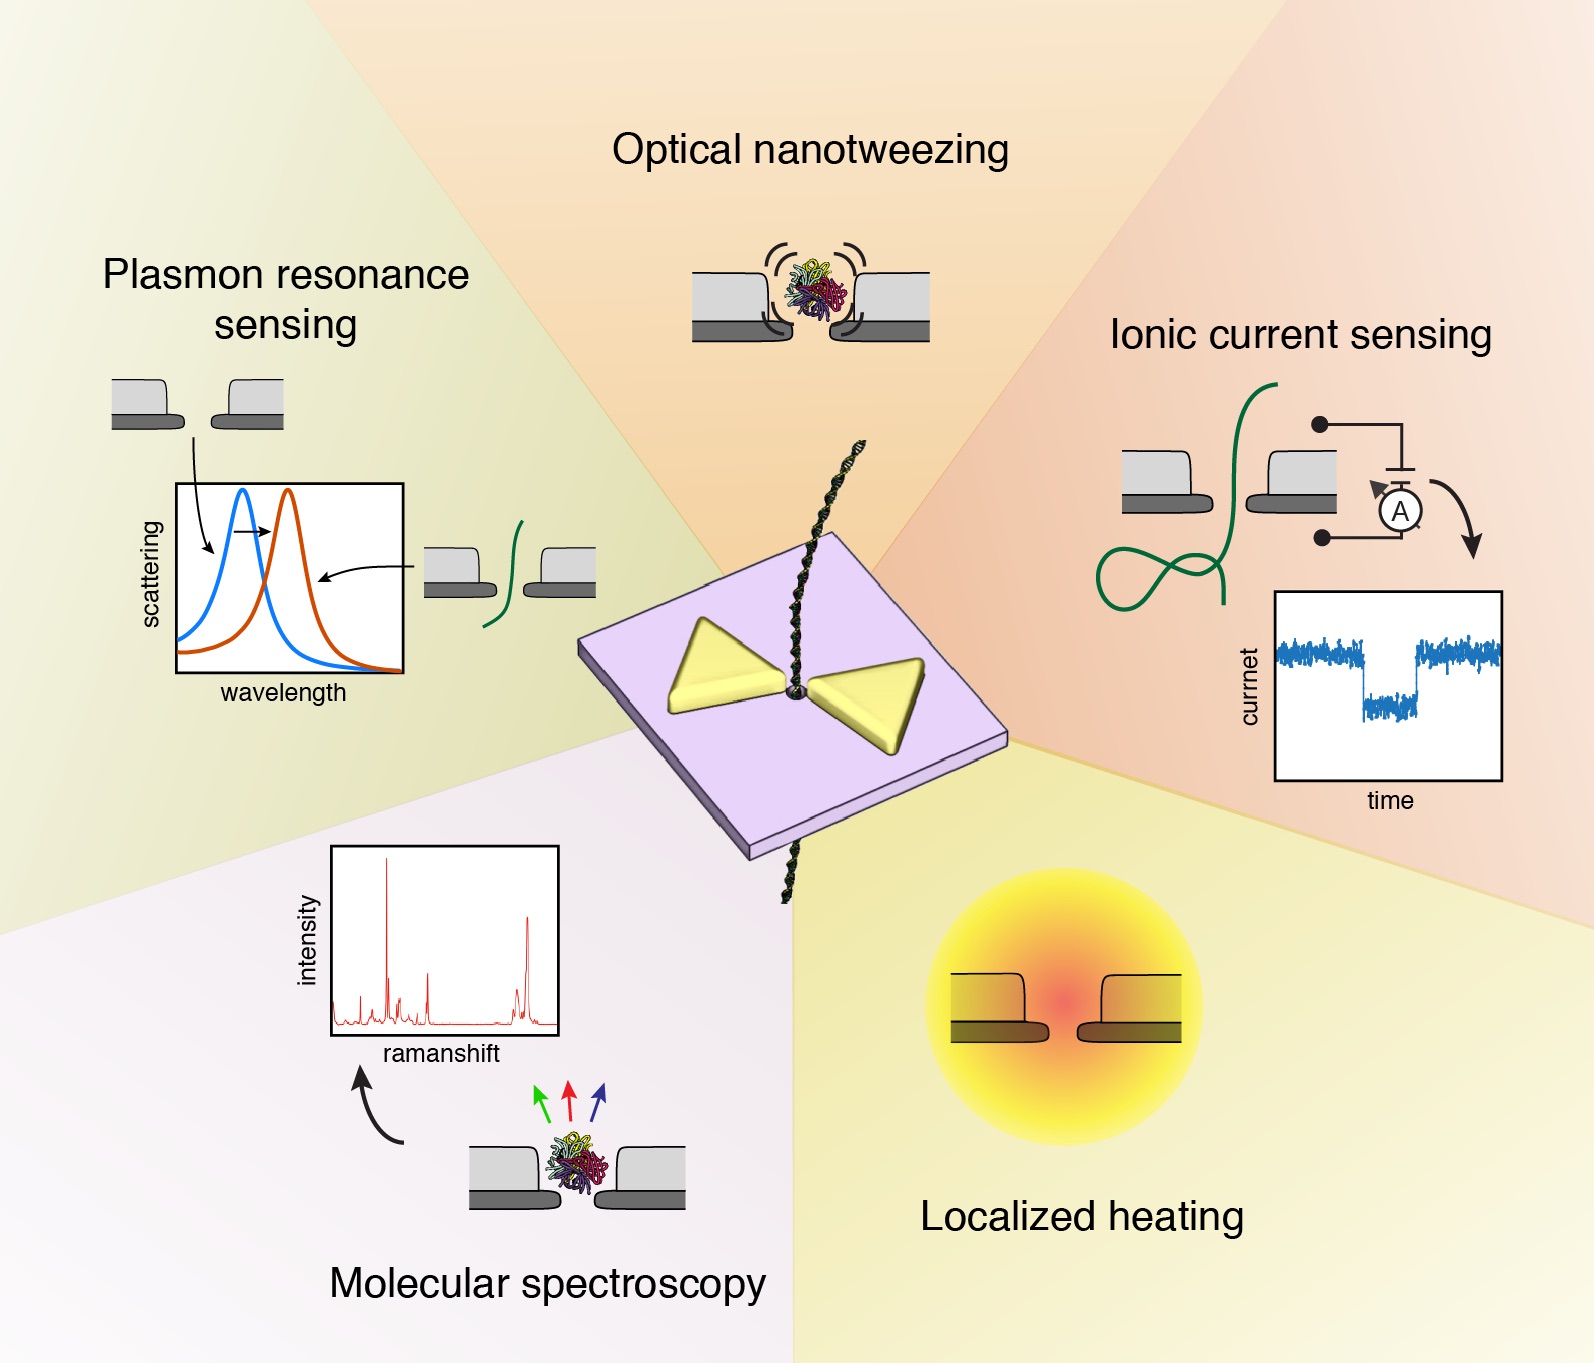 Optical nanotweezing
Plasmon resonance
sensing
scattering
wavelength
Ionic current sensing
A
currnet
time
intensity
ramanshift
Molecular spectroscopy
Localized heating